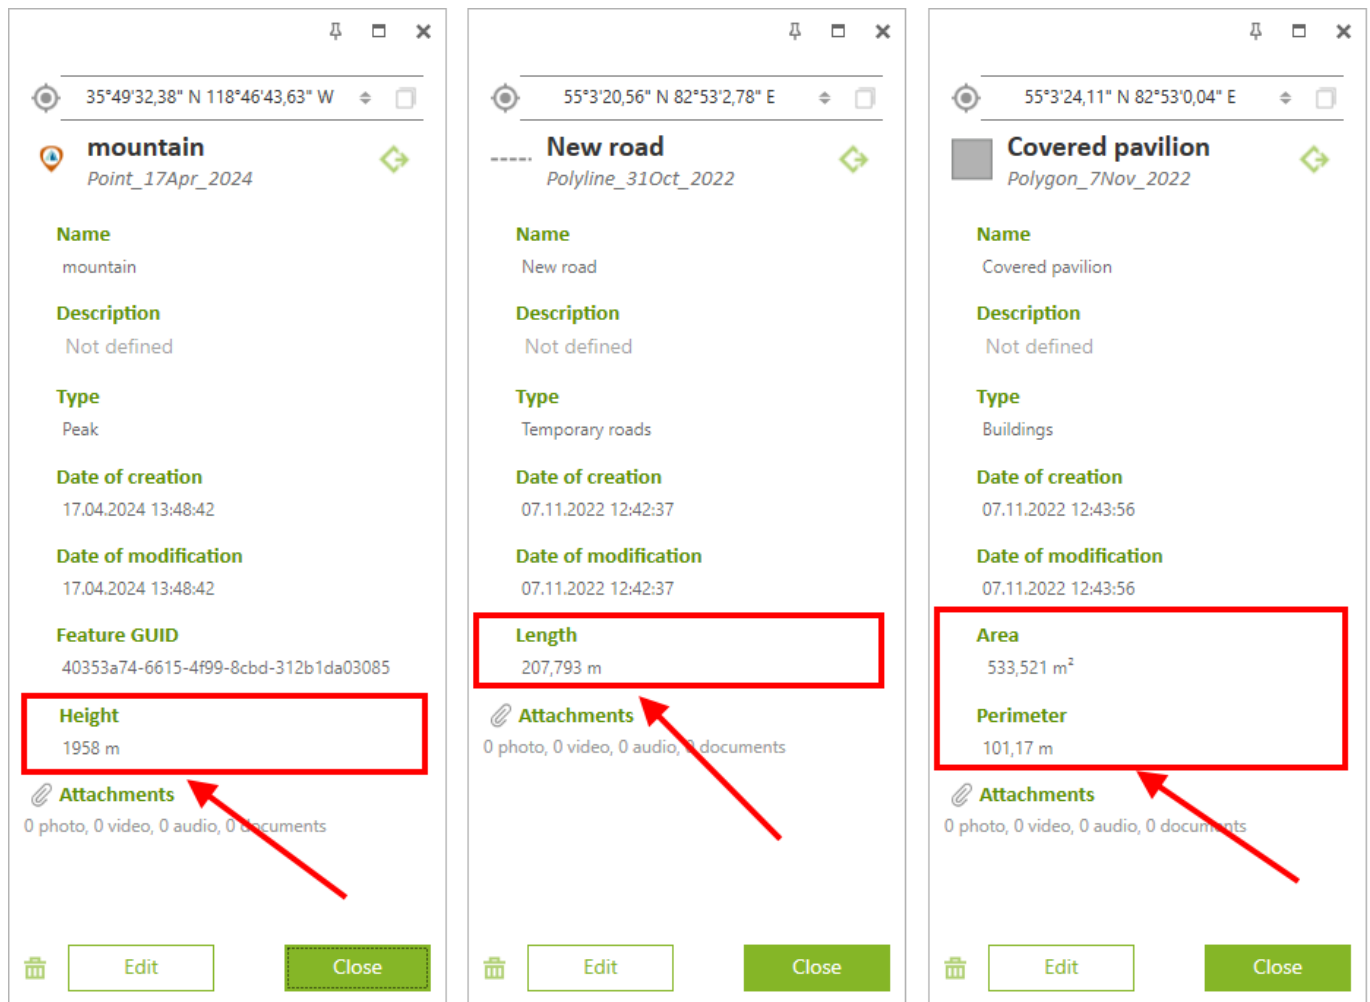 35°49'32,38" N 118°46'43,63" W
mountain
Point_17Apr_2024
Name
mountain
Description
Not defined
Type
Peak
Date of creation
17.04.2024 13:48:42
Date of modification
17.04.2024 13:48:42
Feature GUID
40353a74-6615-4f99-8cbd-312b1da03085
Height
1958 m
Attachments
0 photo, 0 video, 0 audio, 0 documents
Edit
Close
55°3'20,56" N 82°53'2,78" E
New road
Polyline_31Oct_2022
Name
New road
Description
Not defined
Type
Temporary roads
Date of creation
07.11.2022 12:42:37
Date of modification
07.11.2022 12:42:37
Length
207,793 m
Attachments
0 photo, 0 video, 0 audio, 0 documents
Edit
Close
55°3'24,11" N 82°53'0,04" E
Covered pavilion
Polygon_7Nov_2022
Name
Covered pavilion
Description
Not defined
Type
Buildings
Date of creation
07.11.2022 12:43:56
Date of modification
07.11.2022 12:43:56
Area
533,521 m²
Perimeter
101,17 m
Attachments
0 photo, 0 video, 0 audio, 0 documents
Edit
Close